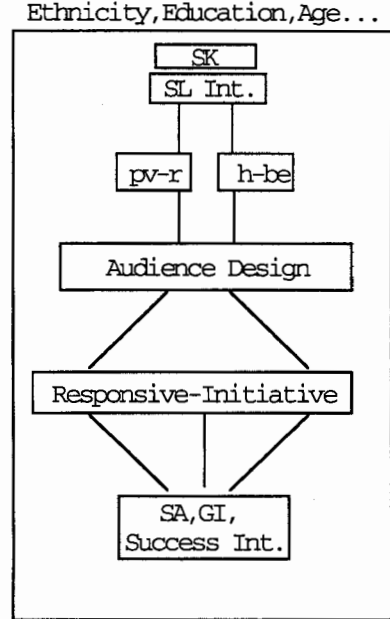 Ethnicity,Education,Age...
SK
SL Int.
pv-r h-be
Audience Design
Responsive-Initiative
SA,GI,
Success Int.